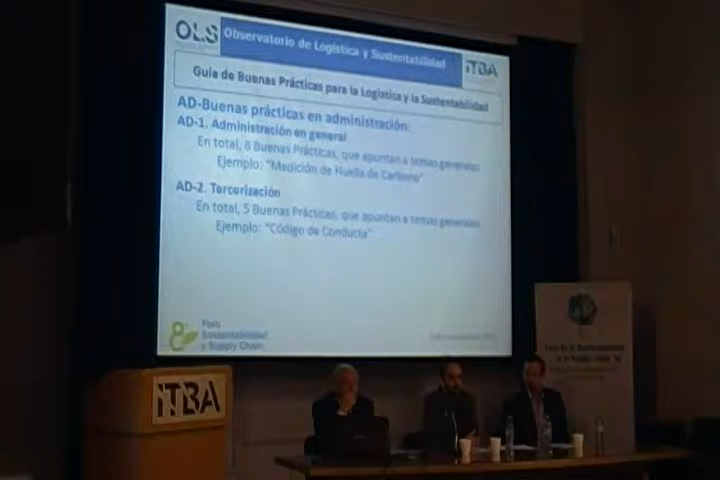 OLS Observatorio de Logística y Sustentabilidad iTBA
Guía de Buenas Prácticas para la Logística y la Sustentabilidad
AD-Buenas prácticas en administración:
AD-1. Administración en general
En total, 8 Buenas Prácticas, que apuntan a temas generales
Ejemplo: "Medición de Huella de Carbono"
AD-2. Tercerización
En total, 5 Buenas Prácticas, que apuntan a temas generales
Ejemplo: "Código de Conducta"
8º Foro
Sustentabilidad
y Supply Chain
iTBA